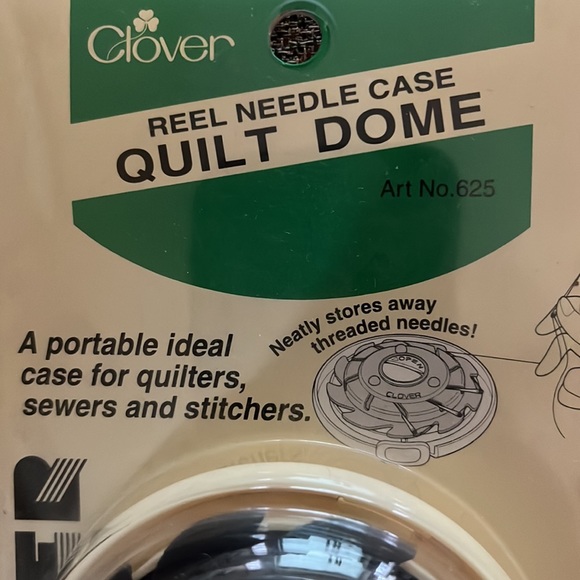 Clover
REEL NEEDLE CASE
QUILT DOME
Art No.625
Neatly stores away
threaded needles!
A portable ideal
case for quilters,
sewers and stitchers.
OPEN
CLOVER
ER